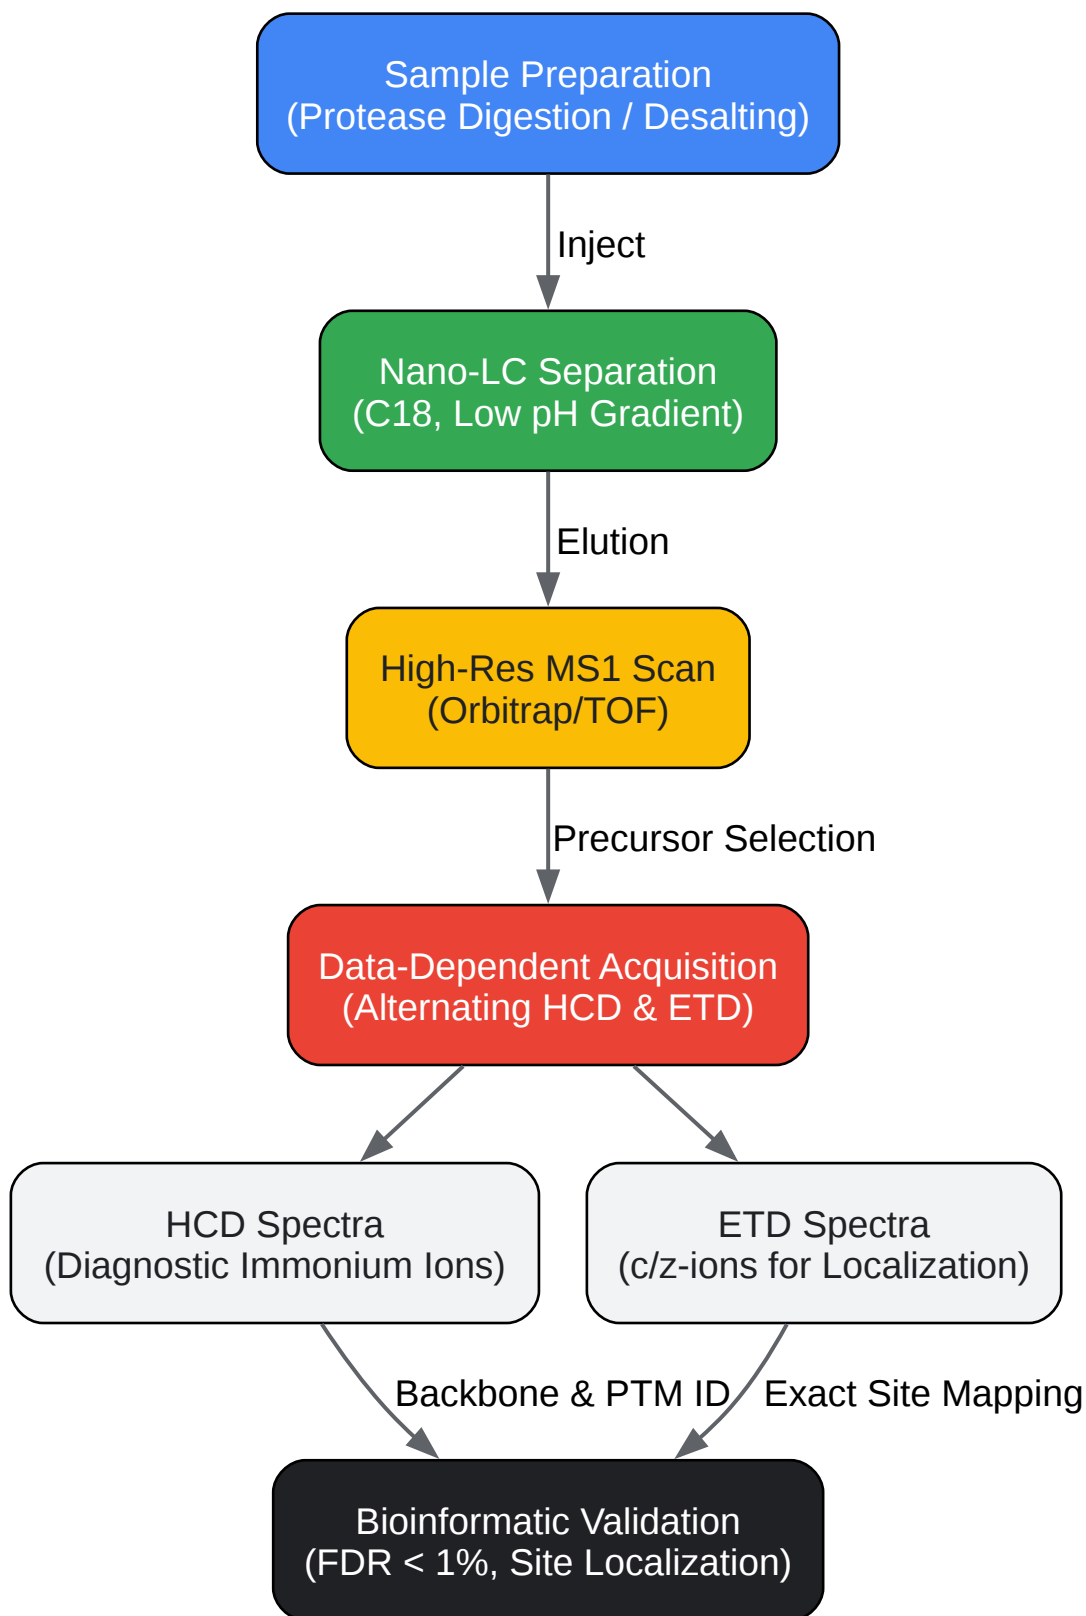 Sample Preparation
(Protease Digestion / Desalting)
Inject
Nano-LC Separation
(C18, Low pH Gradient)
Elution
High-Res MS1 Scan
(Orbitrap/TOF)
Precursor Selection
Data-Dependent Acquisition
(Alternating HCD & ETD)
HCD Spectra
(Diagnostic Immonium Ions)
ETD Spectra
(c/z-ions for Localization)
Backbone & PTM ID
Exact Site Mapping
Bioinformatic Validation
(FDR < 1%, Site Localization)